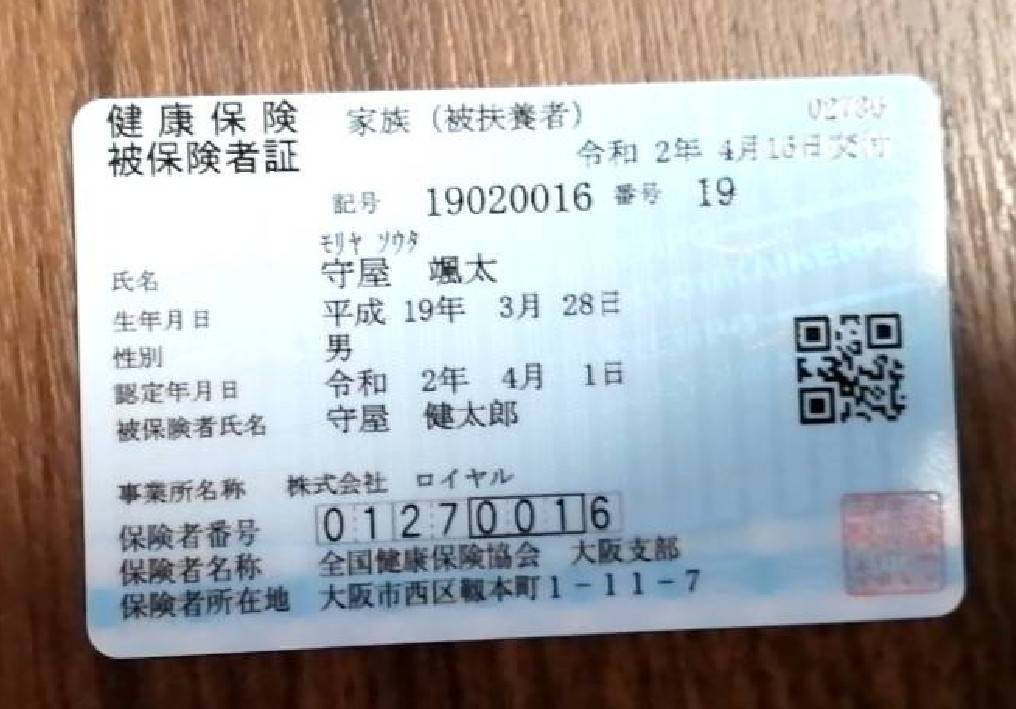 健康保険 家族（被扶養者） 02730
被保険者証 令和 2年 4月15日交付
記号 19020016 番号 19
モリヤ ソウタ
氏名 守屋 颯太
生年月日 平成 19年 3月 28日
性別 男
認定年月日 令和 2年 4月 1日
被保険者氏名 守屋 健太郎
事業所名称 株式会社 ロイヤル
保険者番号 01270016
保険者名称 全国健康保険協会 大阪支部
保険者所在地 大阪市西区靱本町1-11-7